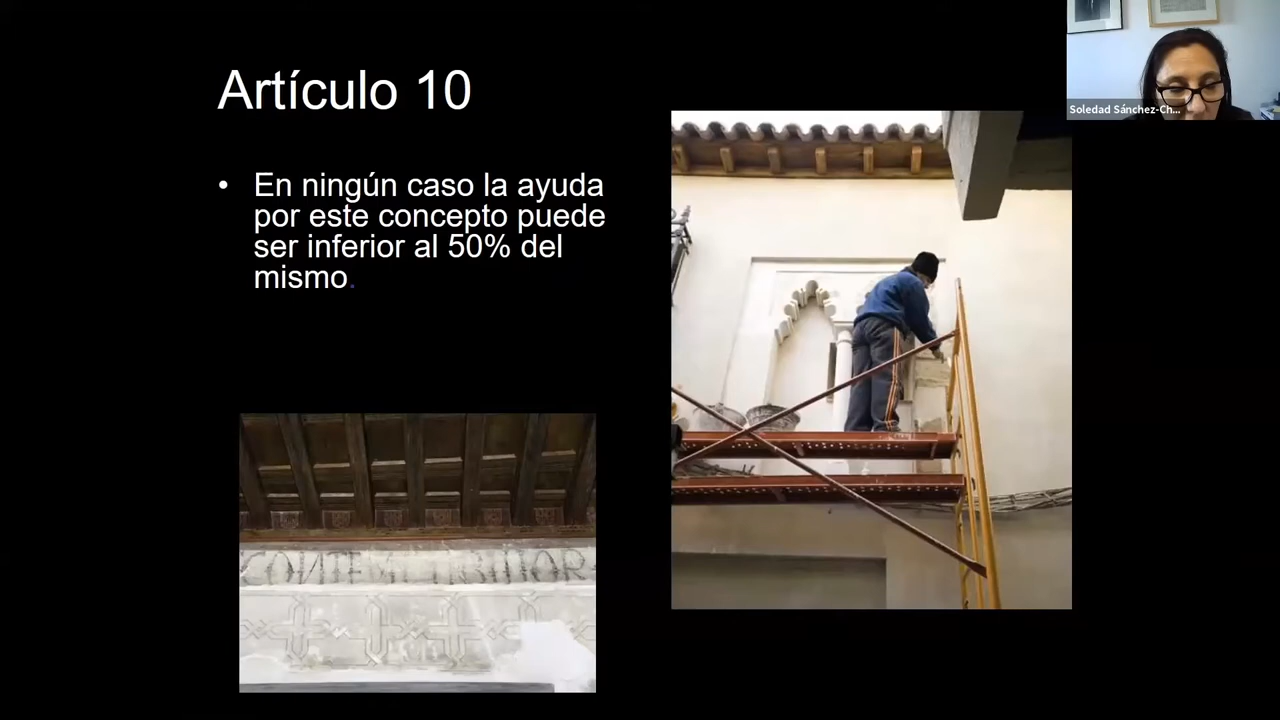 Artículo 10
• En ningún caso la ayuda
por este concepto puede
ser inferior al 50% del
mismo.
Soledad Sánchez-Ch...